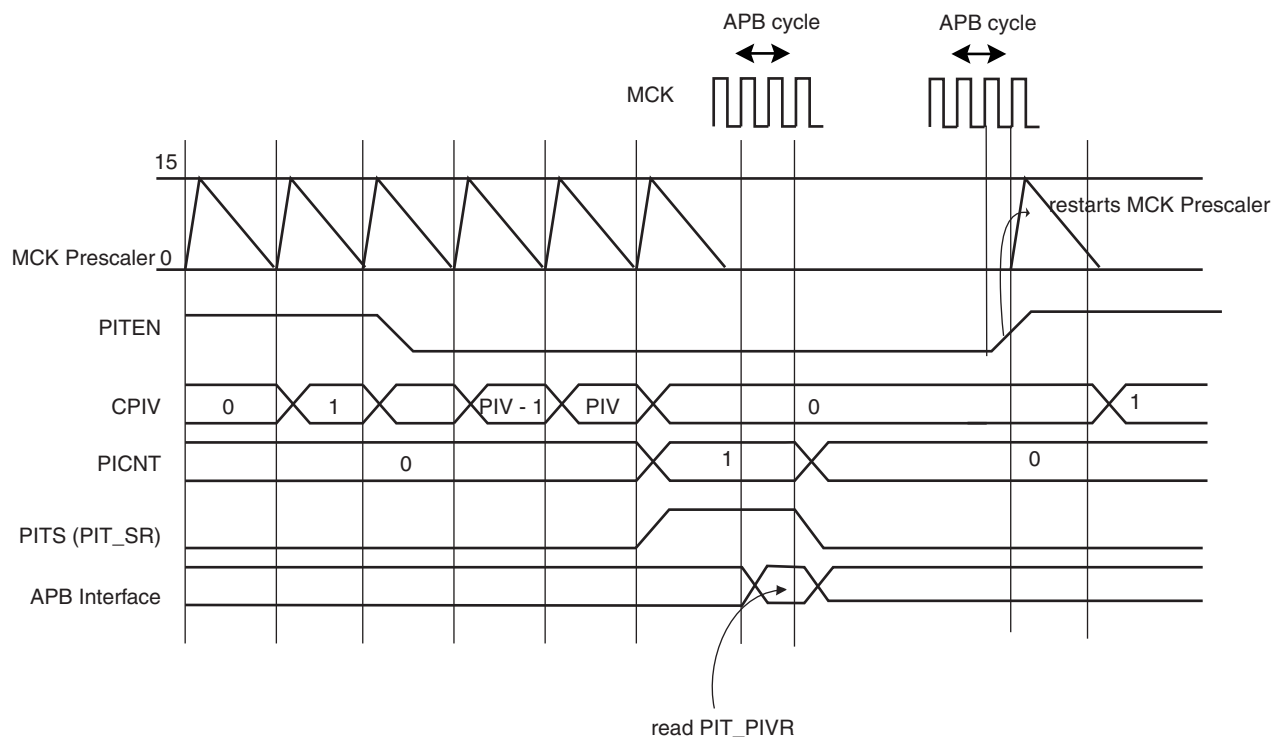 APB cycle
APB cycle
MCK
15
restarts MCK Prescaler
MCK Prescaler 0
PITEN
CPIV
0
1
PIV - 1
PIV
0
1
PICNT
0
1
0
PITS (PIT_SR)
APB Interface
read PIT_PIVR